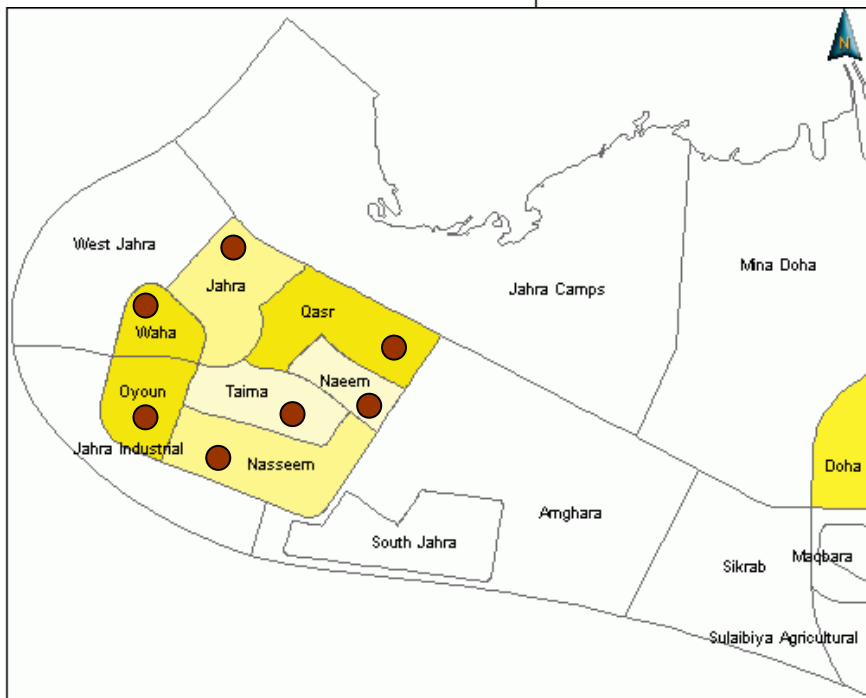 N
West Jahra
Mina Doha
Jahra
Jahra Camps
Qasr
Waha
Naeem
Oyoun
Taima
Jahra Industrial
Nasseem
Doha
Amghara
South Jahra
Maqbara
Sikrab
Sulaibiya Agricultural